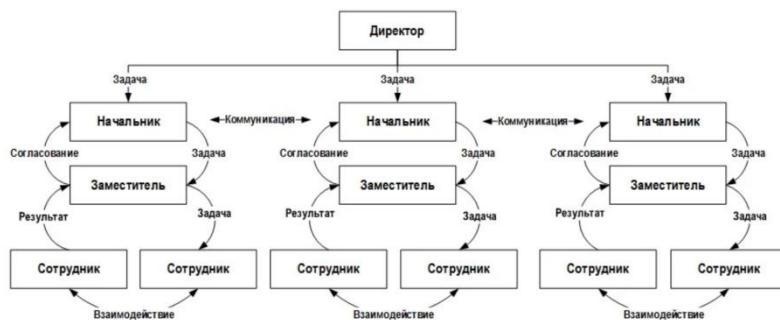 Директор
Задача Задача Задача
Начальник Коммуникация Начальник Коммуникация Начальник
Согласование Задача Согласование Задача Согласование Задача
Заместитель Заместитель Заместитель
Результат Задача Результат Задача Результат Задача
Сотрудник Сотрудник Сотрудник Сотрудник Сотрудник Сотрудник
Взаимодействие Взаимодействие Взаимодействие